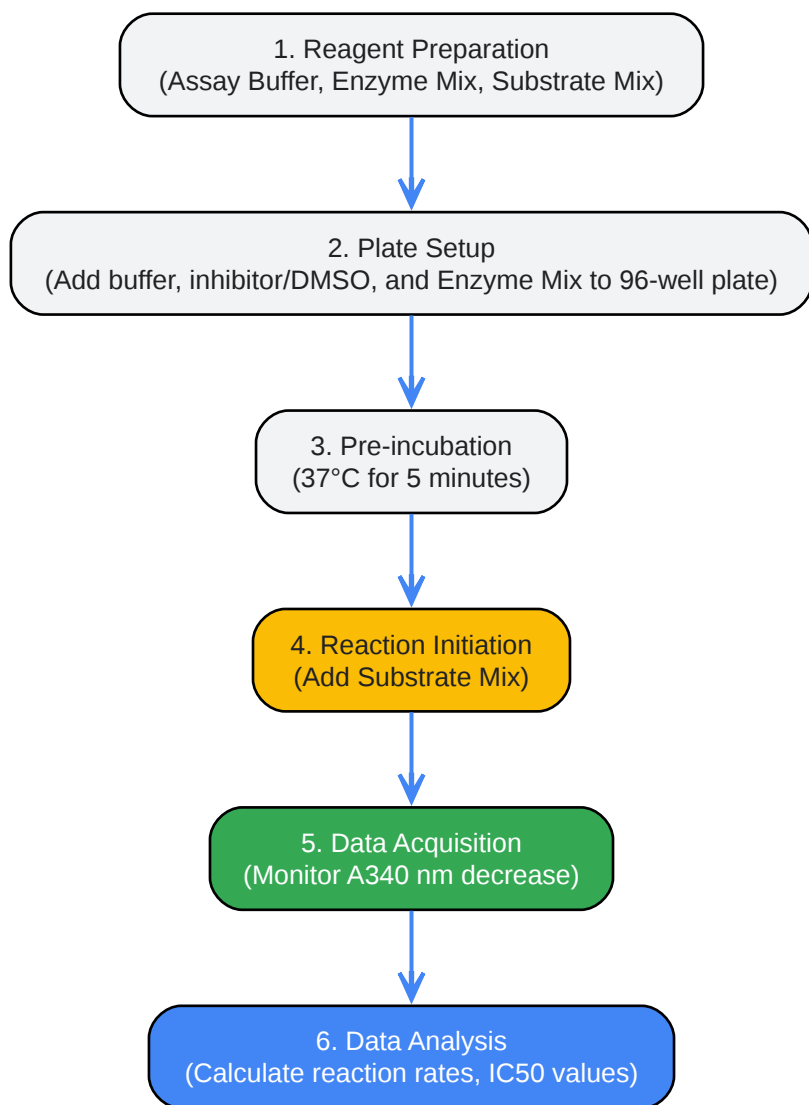 1. Reagent Preparation
(Assay Buffer, Enzyme Mix, Substrate Mix)
2. Plate Setup
(Add buffer, inhibitor/DMSO, and Enzyme Mix to 96-well plate)
3. Pre-incubation
(37°C for 5 minutes)
4. Reaction Initiation
(Add Substrate Mix)
5. Data Acquisition
(Monitor A340 nm decrease)
6. Data Analysis
(Calculate reaction rates, IC50 values)